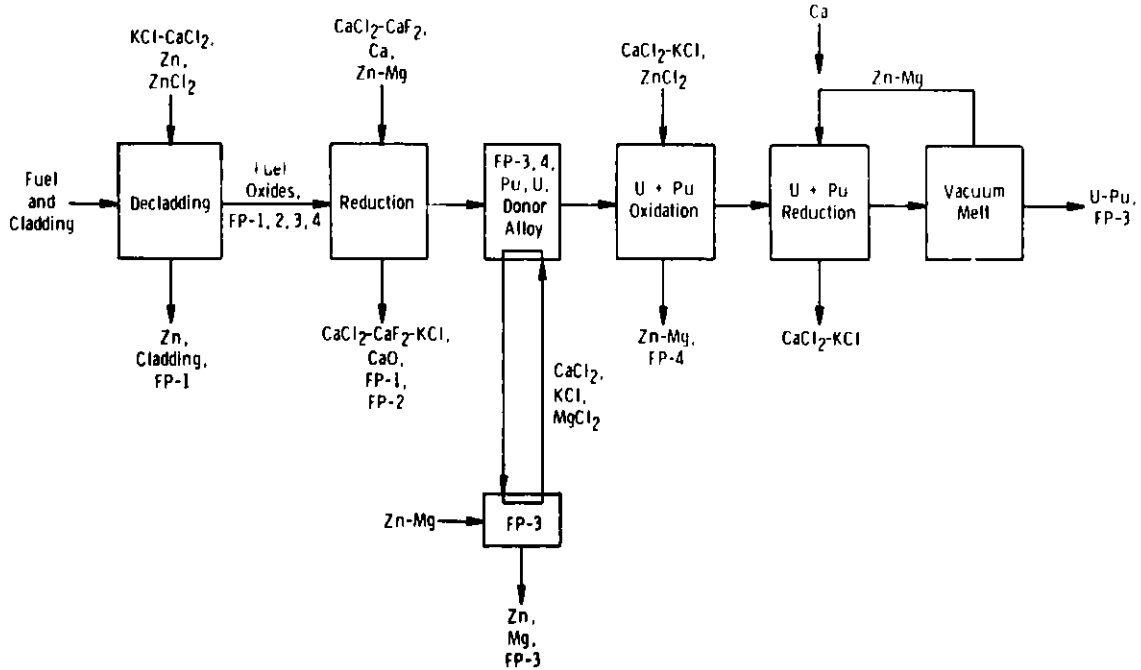 KCl-CaCl₂,
Zn,
ZnCl₂
CaCl₂-CaF₂,
Ca,
Zn-Mg
CaCl₂-KCl,
ZnCl₂
Ca
Zn-Mg
Fuel
and
Cladding
Decladding
Fuel
Oxides,
FP-1, 2, 3, 4
Reduction
FP-3, 4,
Pu, U,
Donor
Alloy
U + Pu
Oxidation
U + Pu
Reduction
Vacuum
Melt
U-Pu,
FP-3
Zn,
Cladding,
FP-1
CaCl₂-CaF₂-KCl,
CaO,
FP-1,
FP-2
CaCl₂,
KCl,
MgCl₂
Zn-Mg,
FP-4
CaCl₂-KCl
Zn-Mg
FP-3
Zn,
Mg,
FP-3